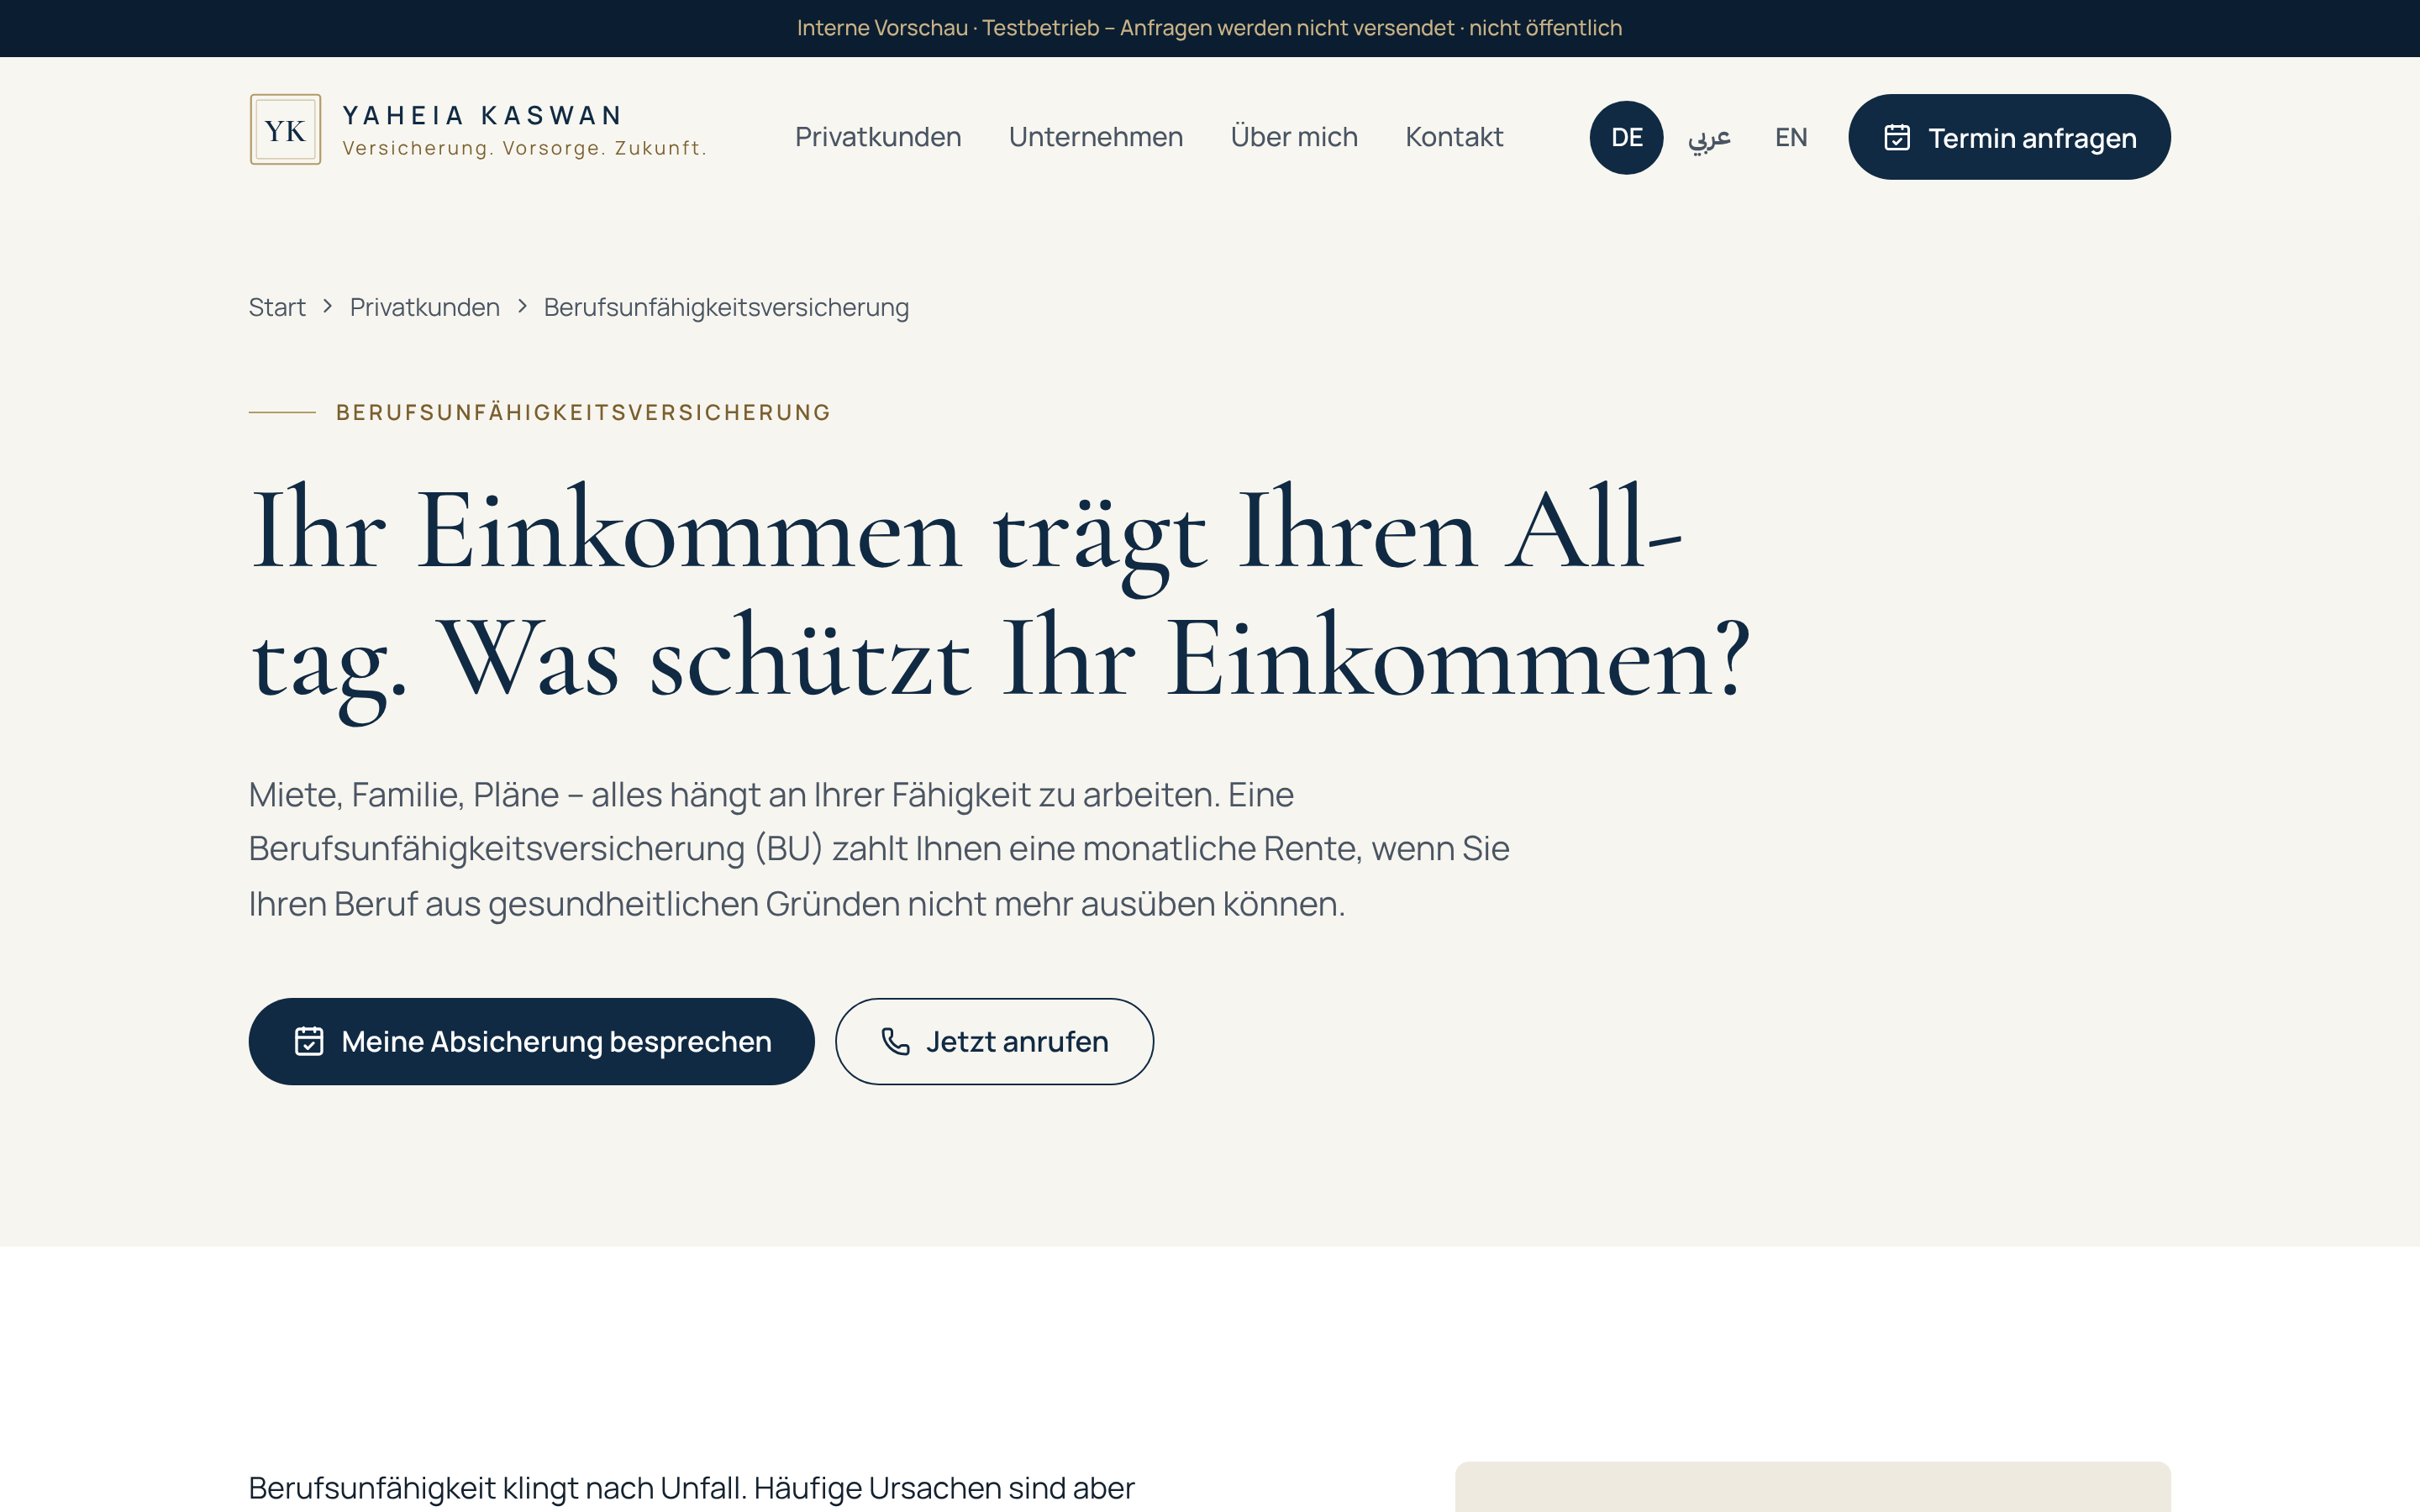 Interne Vorschau · Testbetrieb – Anfragen werden nicht versendet · nicht öffentlich
YK
YAHEIA KASWAN
Versicherung. Vorsorge. Zukunft.
Privatkunden
Unternehmen
Über mich
Kontakt
DE
عربي
EN
Termin anfragen
Start > Privatkunden > Berufsunfähigkeitsversicherung
BERUFSUNFÄHIGKEITSVERSICHERUNG
Ihr Einkommen trägt Ihren All-
tag. Was schützt Ihr Einkommen?
Miete, Familie, Pläne – alles hängt an Ihrer Fähigkeit zu arbeiten. Eine
Berufsunfähigkeitsversicherung (BU) zahlt Ihnen eine monatliche Rente, wenn Sie
Ihren Beruf aus gesundheitlichen Gründen nicht mehr ausüben können.
Meine Absicherung besprechen
Jetzt anrufen
Berufsunfähigkeit klingt nach Unfall. Häufige Ursachen sind aber